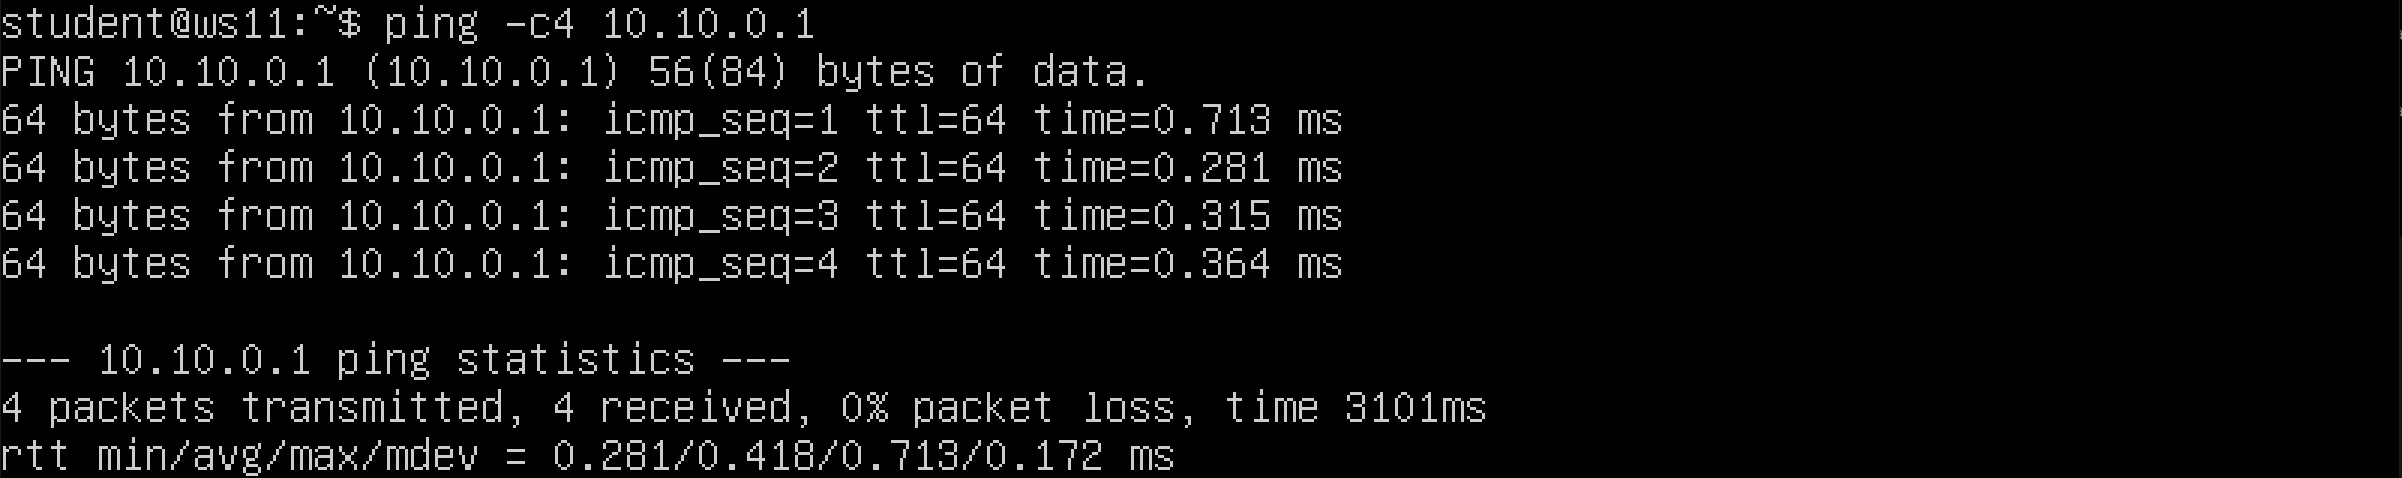 student@ws11:~$ ping -c4 10.10.0.1
PING 10.10.0.1 (10.10.0.1) 56(84) bytes of data.
64 bytes from 10.10.0.1: icmp_seq=1 ttl=64 time=0.713 ms
64 bytes from 10.10.0.1: icmp_seq=2 ttl=64 time=0.281 ms
64 bytes from 10.10.0.1: icmp_seq=3 ttl=64 time=0.315 ms
64 bytes from 10.10.0.1: icmp_seq=4 ttl=64 time=0.364 ms
--- 10.10.0.1 ping statistics ---
4 packets transmitted, 4 received, 0% packet loss, time 3101ms
rtt min/avg/max/mdev = 0.281/0.418/0.713/0.172 ms